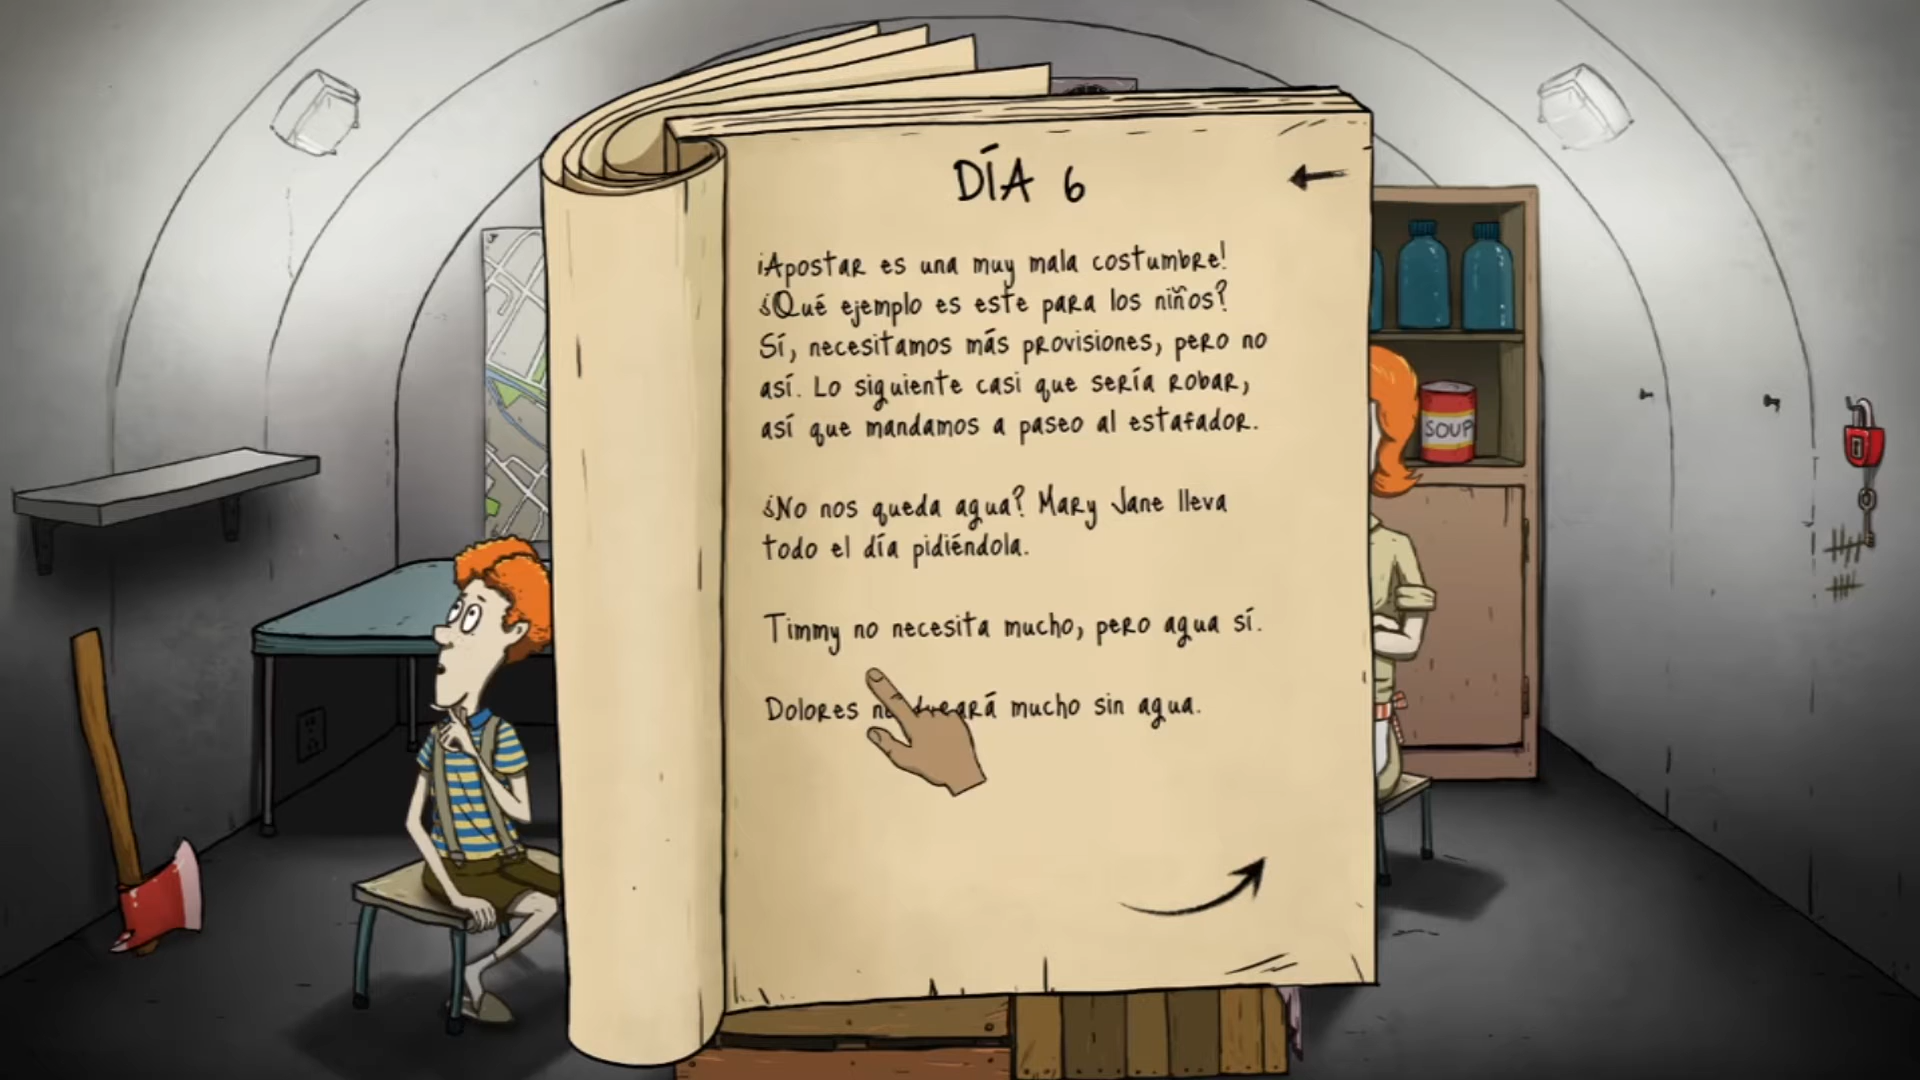 DÍA 6
¡Apostar es una muy mala costumbre!
¿Qué ejemplo es este para los niños?
Sí, necesitamos más provisiones, pero no
así. Lo siguiente casi que sería robar,
así que mandamos a paseo al estafador.
¿No nos queda agua? Mary Jane lleva
todo el día pidiéndola.
Timmy no necesita mucho, pero agua sí.
Dolores no durará mucho sin agua.
SOUP